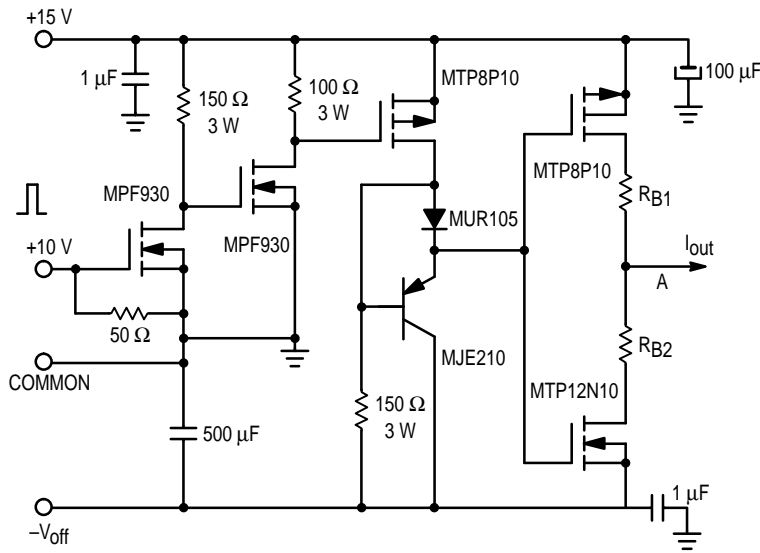 +15 V
1 μF
150 Ω
3 W
100 Ω
3 W
MTP8P10
100 μF
MPF930
MPF930
MTP8P10
MUR105
RB1
+10 V
Iout
A
50 Ω
COMMON
MJE210
RB2
MTP12N10
150 Ω
3 W
500 μF
1 μF
–Voff